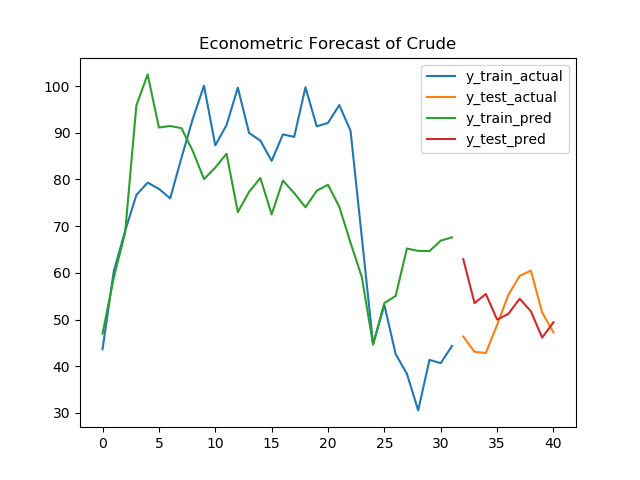 Econometric Forecast of Crude
y_train_actual
y_test_actual
y_train_pred
y_test_pred
100
90
80
70
60
50
40
30
0 5 10 15 20 25 30 35 40